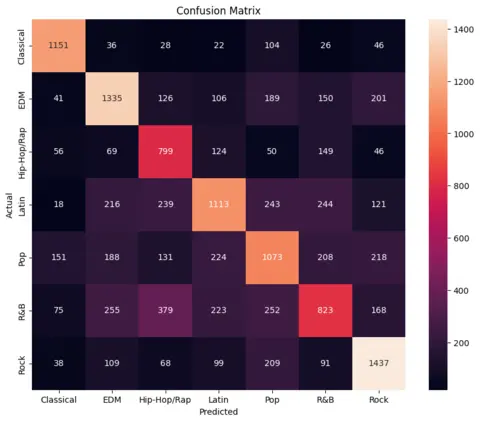 Confusion Matrix
Actual
Classical 1151 36 28 22 104 26 46
EDM 41 1335 126 106 189 150 201
Hip-Hop/Rap 56 69 799 124 50 149 46
Latin 18 216 239 1113 243 244 121
Pop 151 188 131 224 1073 208 218
R&B 75 255 379 223 252 823 168
Rock 38 109 68 99 209 91 1437
Classical EDM Hip-Hop/Rap Latin Pop R&B Rock
Predicted
1400
1200
1000
800
600
400
200